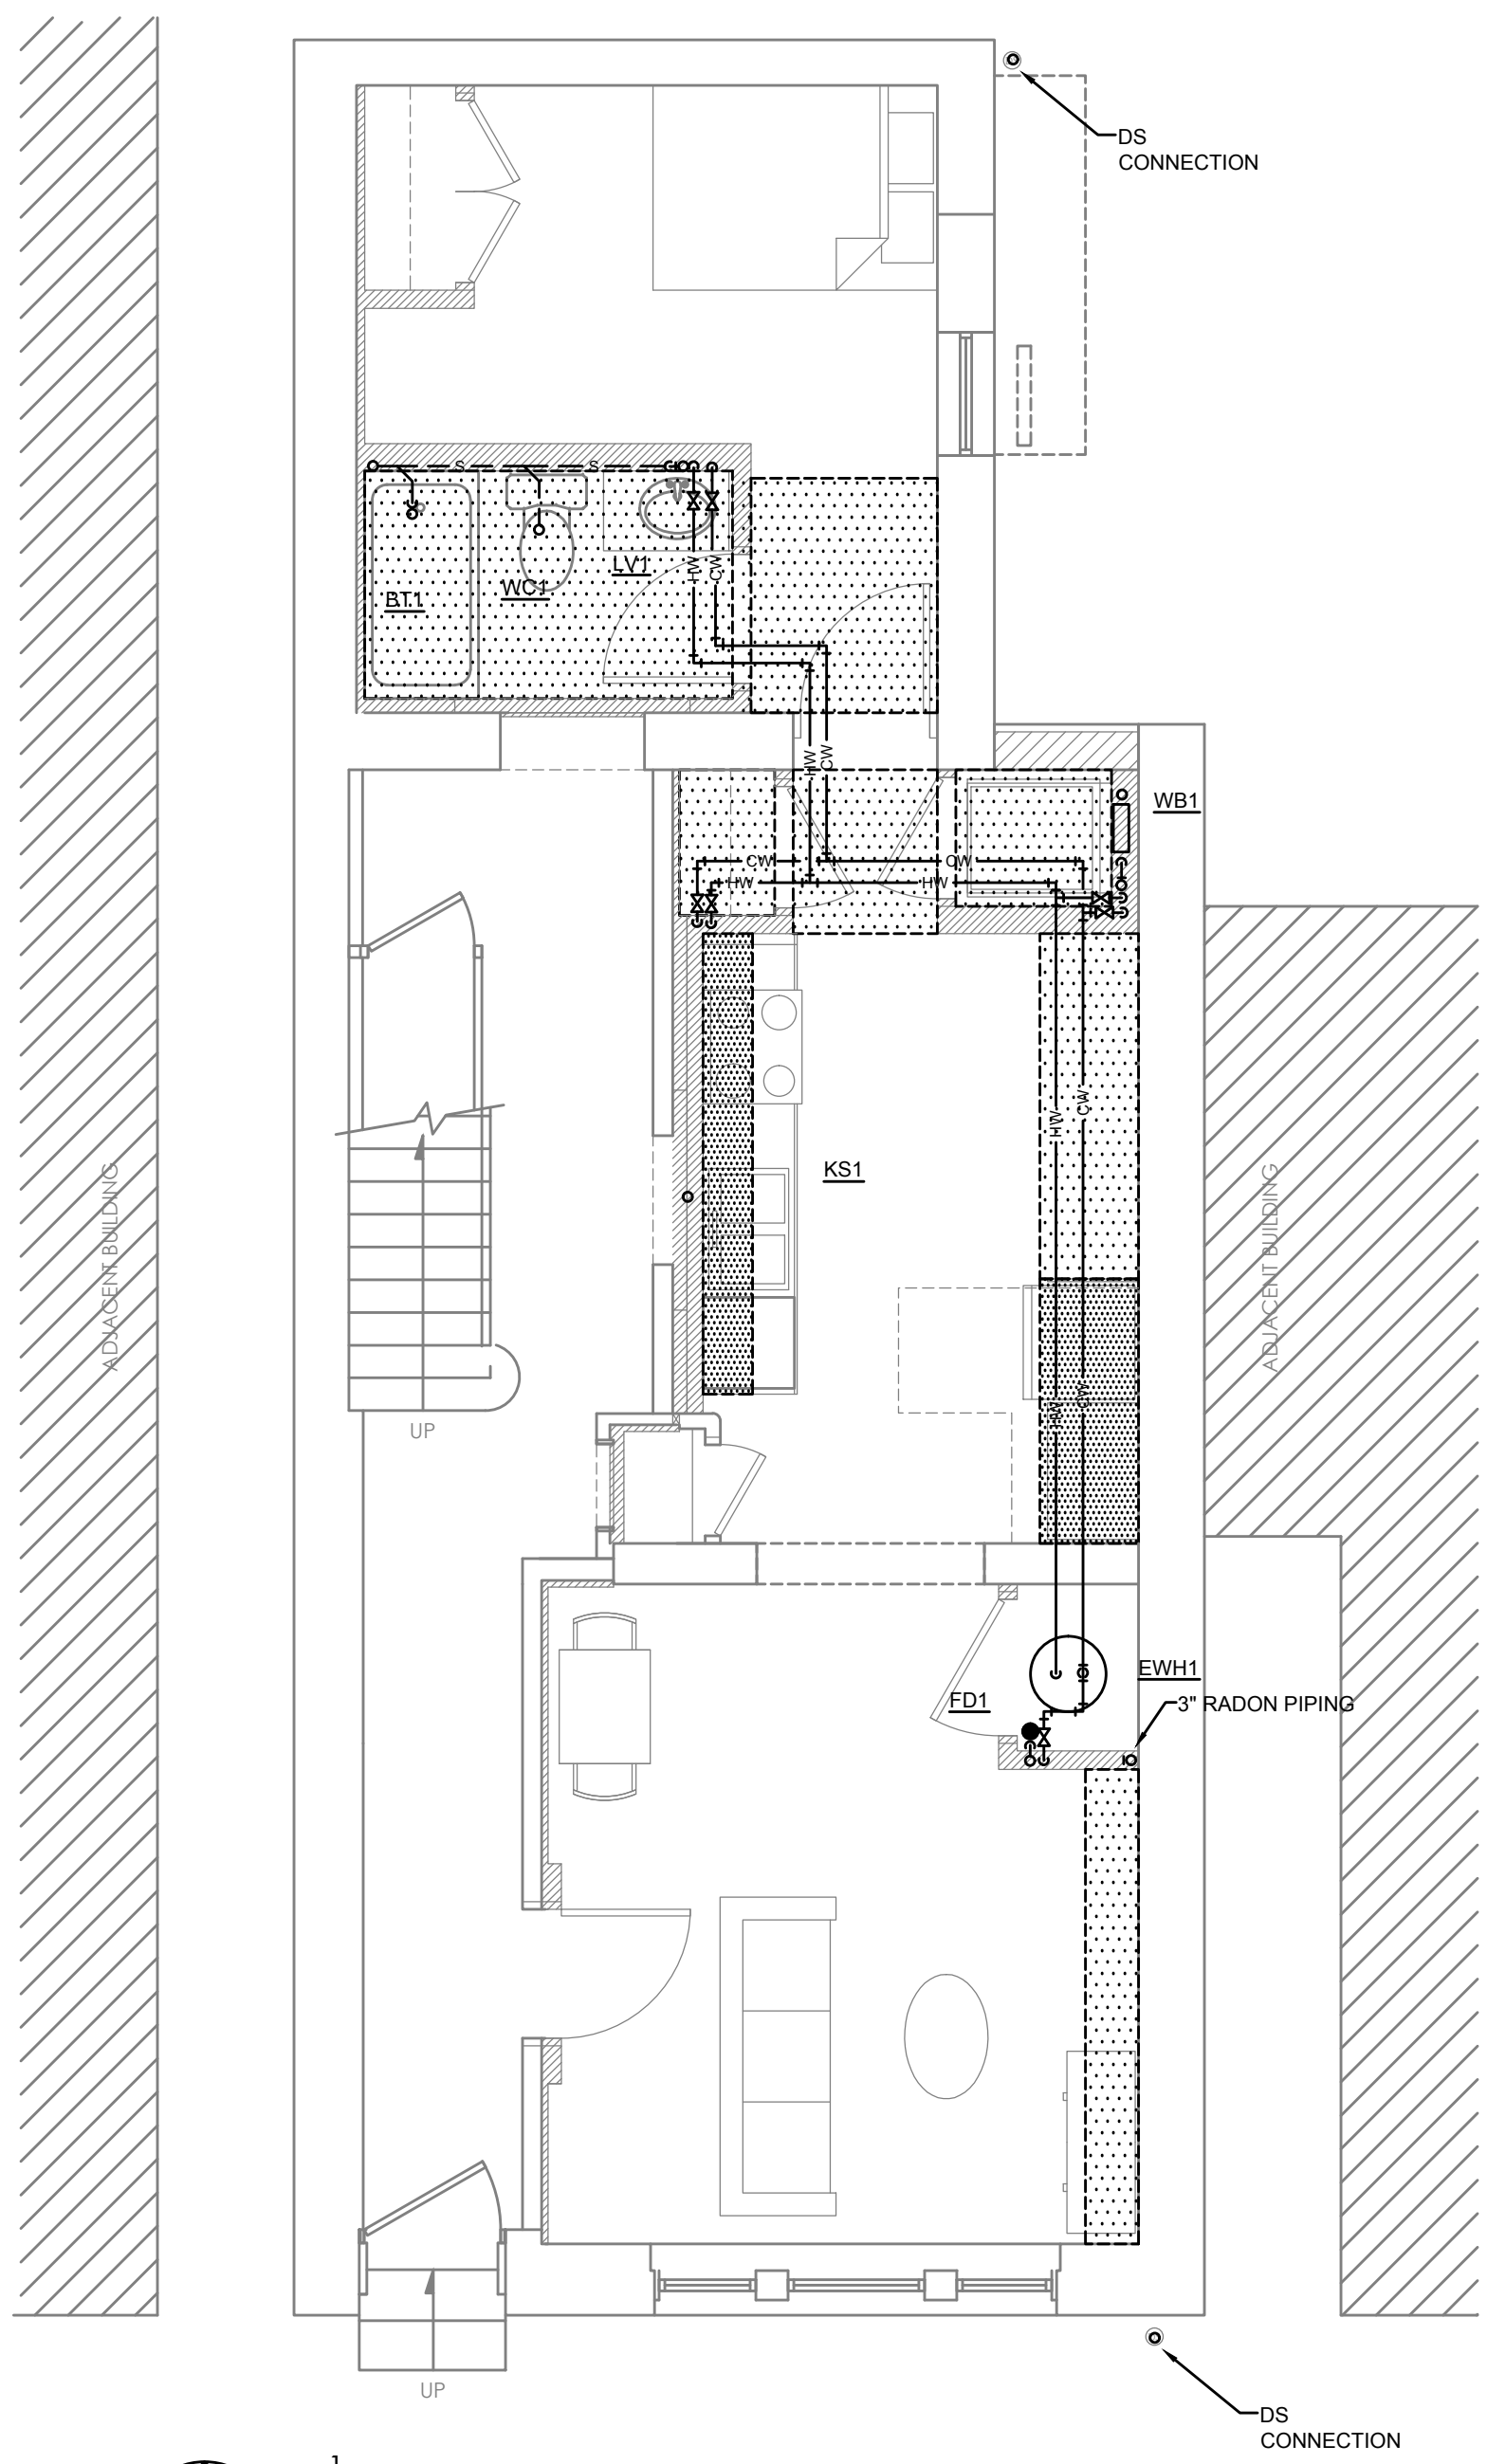 DS
CONNECTION
S
S
LV1
WC1
BT1
HW
CW
HW
CW
WB1
CW
CW
HW
HW
HW
CW
KS1
ADJACENT BUILDING
ADJACENT BUILDING
HW
CW
UP
EWH1
FD1
3" RADON PIPING
UP
DS
CONNECTION
1